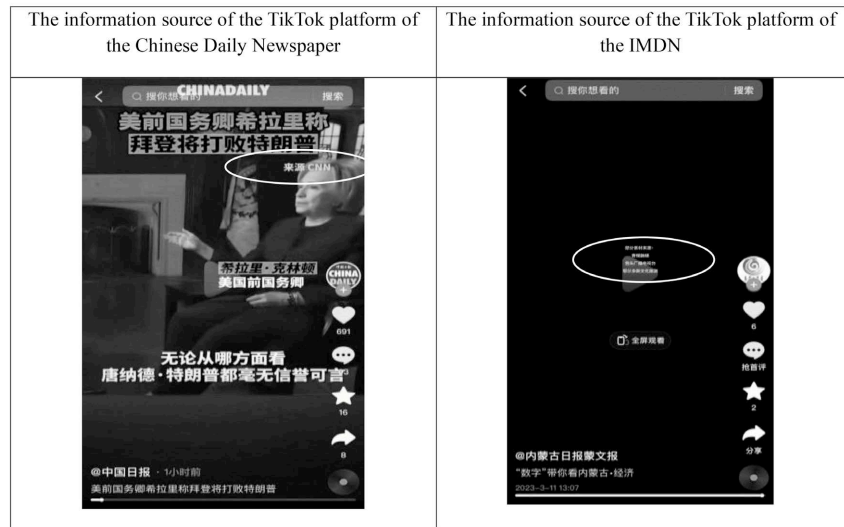 The information source of the TikTok platform of
the Chinese Daily Newspaper
The information source of the TikTok platform of
the IMDN
搜你想看的
CHINADAILY
搜索
美前国务卿希拉里称
拜登将打败特朗普
来源 CNN
希拉里·克林顿
美国前国务卿
CHINA
DAILY
691
无论从哪方面看
唐纳德·特朗普都毫无信誉可言
16
8
@中国日报 · 1小时前
美前国务卿希拉里称拜登将打败特朗普
搜你想看的
搜索
部分素材来源：
全屏观看
6
抢首评
2
分享
@内蒙古日报蒙文报
“数字”带你看内蒙古·经济
2023-3-11 13:07